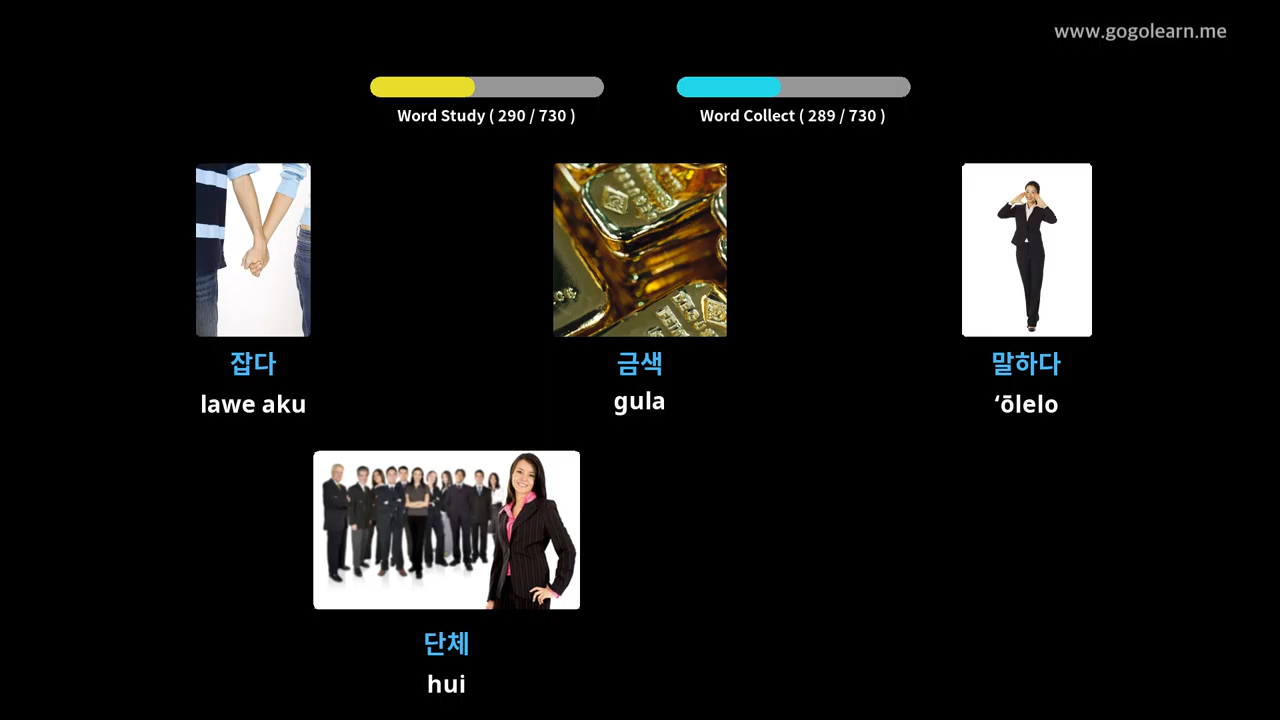 www.gogolearn.me
Word Study ( 290 / 730 )
Word Collect ( 289 / 730 )
잡다
lawe aku
금색
gula
말하다
ʻōlelo
단체
hui